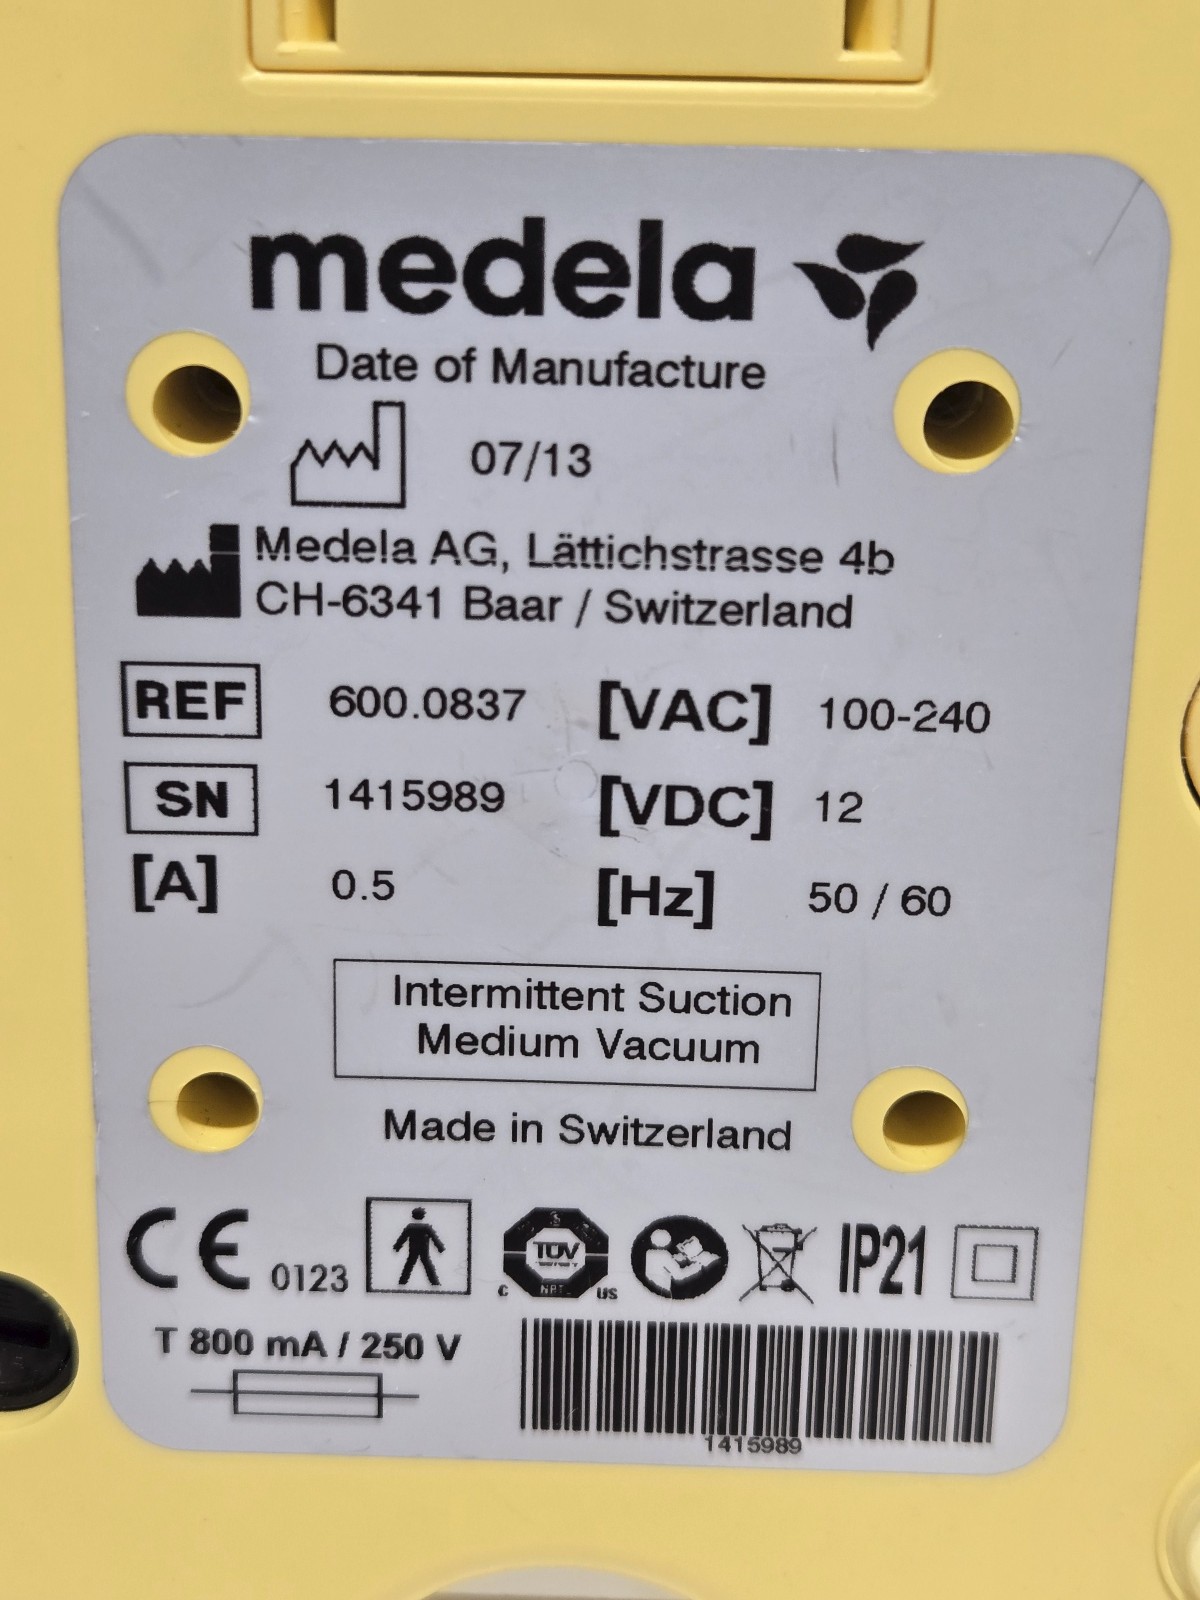 medela
Date of Manufacture
07/13
Medela AG, Lättichstrasse 4b
CH-6341 Baar / Switzerland
REF 600.0837 [VAC] 100-240
SN 1415989 [VDC] 12
[A] 0.5 [Hz] 50 / 60
Intermittent Suction
Medium Vacuum
Made in Switzerland
CE 0123 TÜV C US IP21
T 800 mA / 250 V
1415989